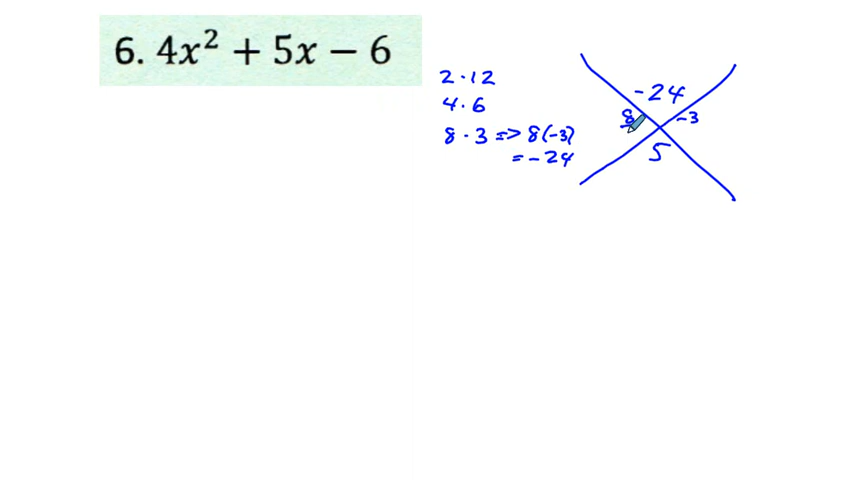 6. 4x² + 5x − 6
2 · 12
4 · 6
8 · 3 => 8(-3)
= -24
-24
8 -3
5